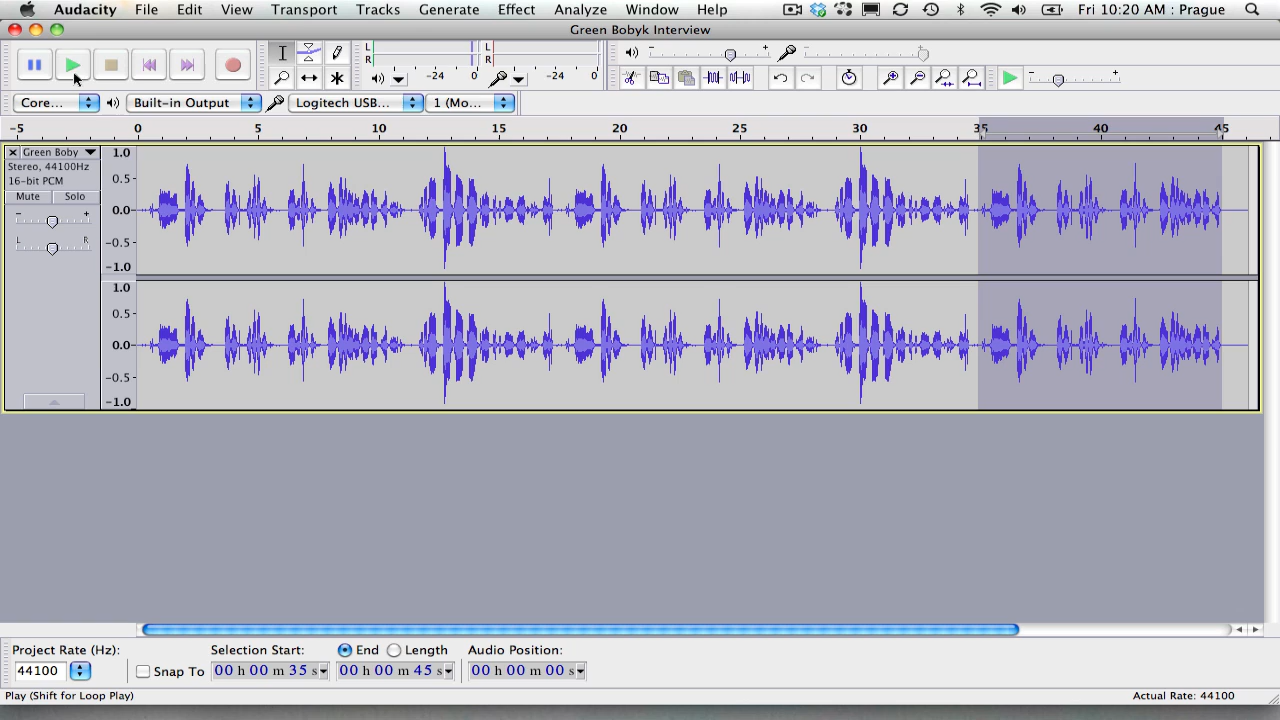 Audacity File Edit View Transport Tracks Generate Effect Analyze Window Help Fri 10:20 AM : Prague
Green Bobyk Interview
L
R
-24 0
L
R
-24 0
- +
- +
- +
Core... Built-in Output Logitech USB... 1 (Mo...
-5 0 5 10 15 20 25 30 35 40 45
Green Boby
Stereo, 44100Hz
16-bit PCM
Mute Solo
- +
L R
1.0
0.5
0.0
-0.5
-1.0
1.0
0.5
0.0
-0.5
-1.0
Project Rate (Hz): Selection Start: End Length Audio Position:
44100 Snap To 00 h 00 m 35 s 00 h 00 m 45 s 00 h 00 m 00 s
Play (Shift for Loop Play) Actual Rate: 44100